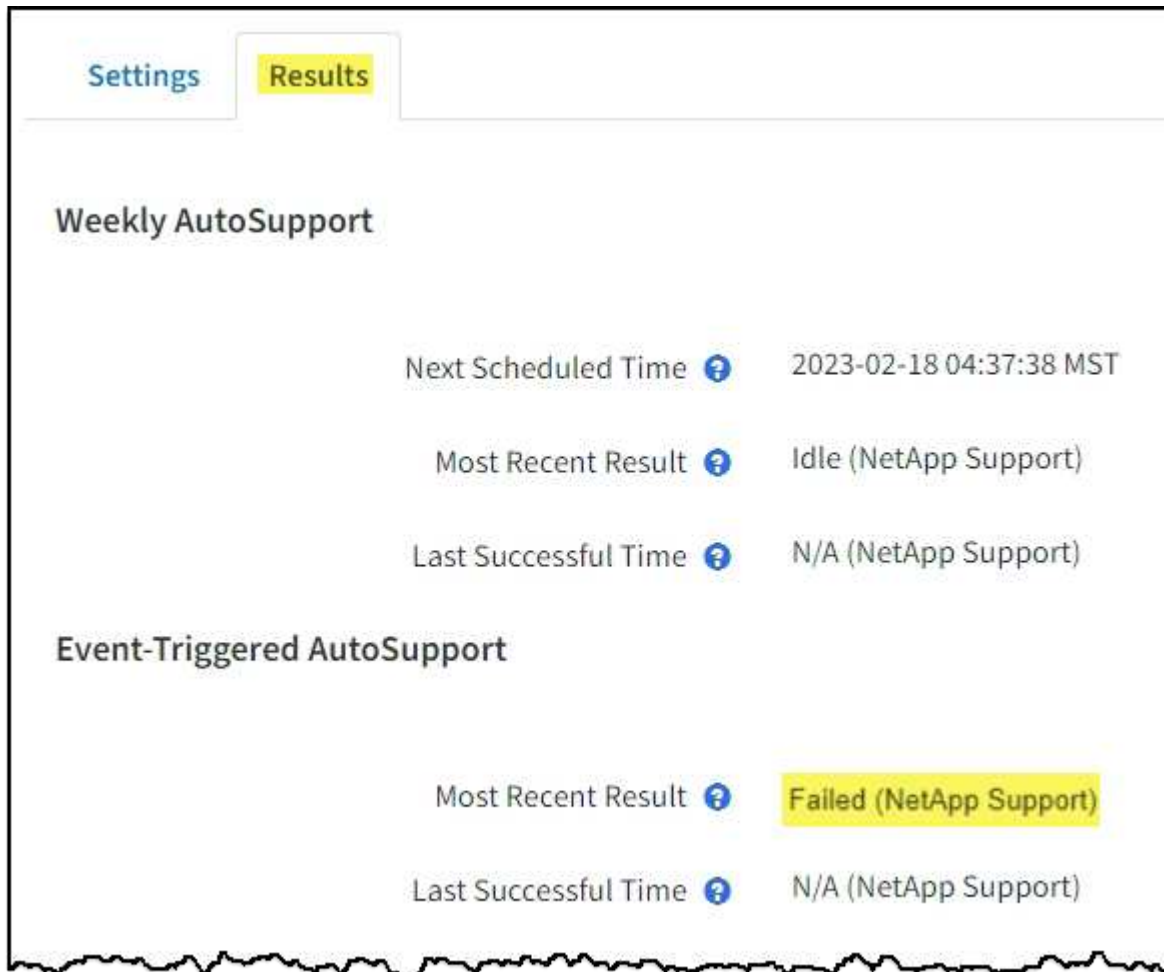 Settings Results
Weekly AutoSupport
Next Scheduled Time ? 2023-02-18 04:37:38 MST
Most Recent Result ? Idle (NetApp Support)
Last Successful Time ? N/A (NetApp Support)
Event-Triggered AutoSupport
Most Recent Result ? Failed (NetApp Support)
Last Successful Time ? N/A (NetApp Support)